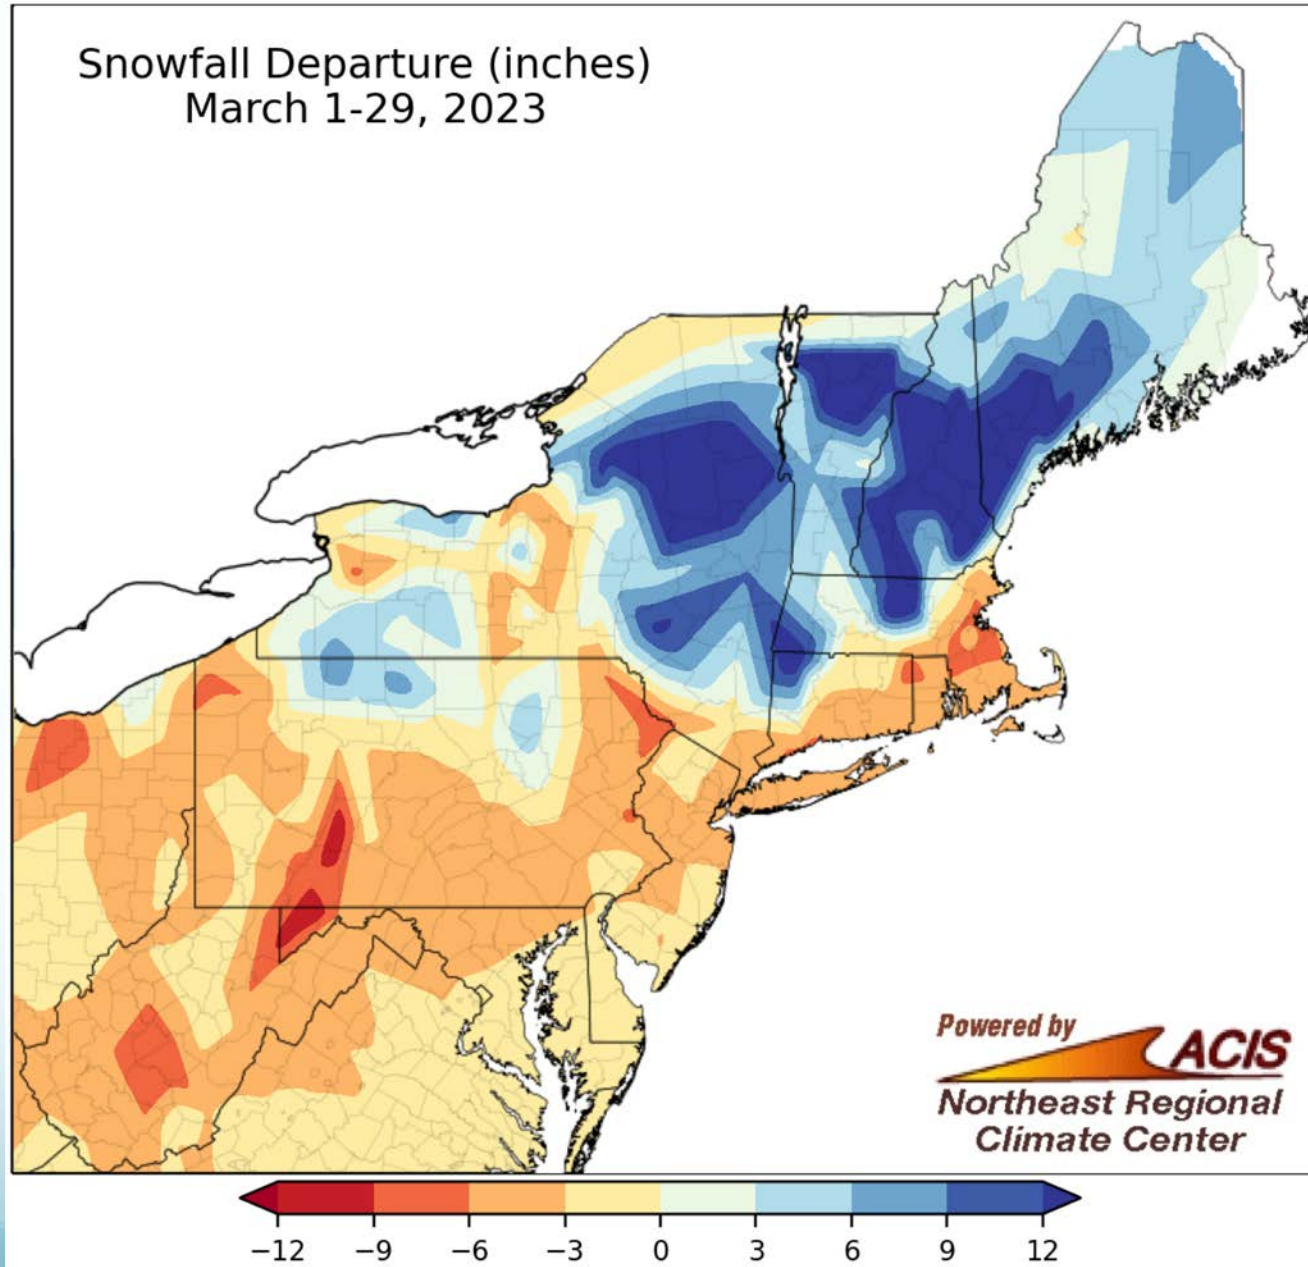 Snowfall Departure (inches)
March 1-29, 2023
Powered by
ACIS
Northeast Regional
Climate Center
−12 −9 −6 −3 0 3 6 9 12